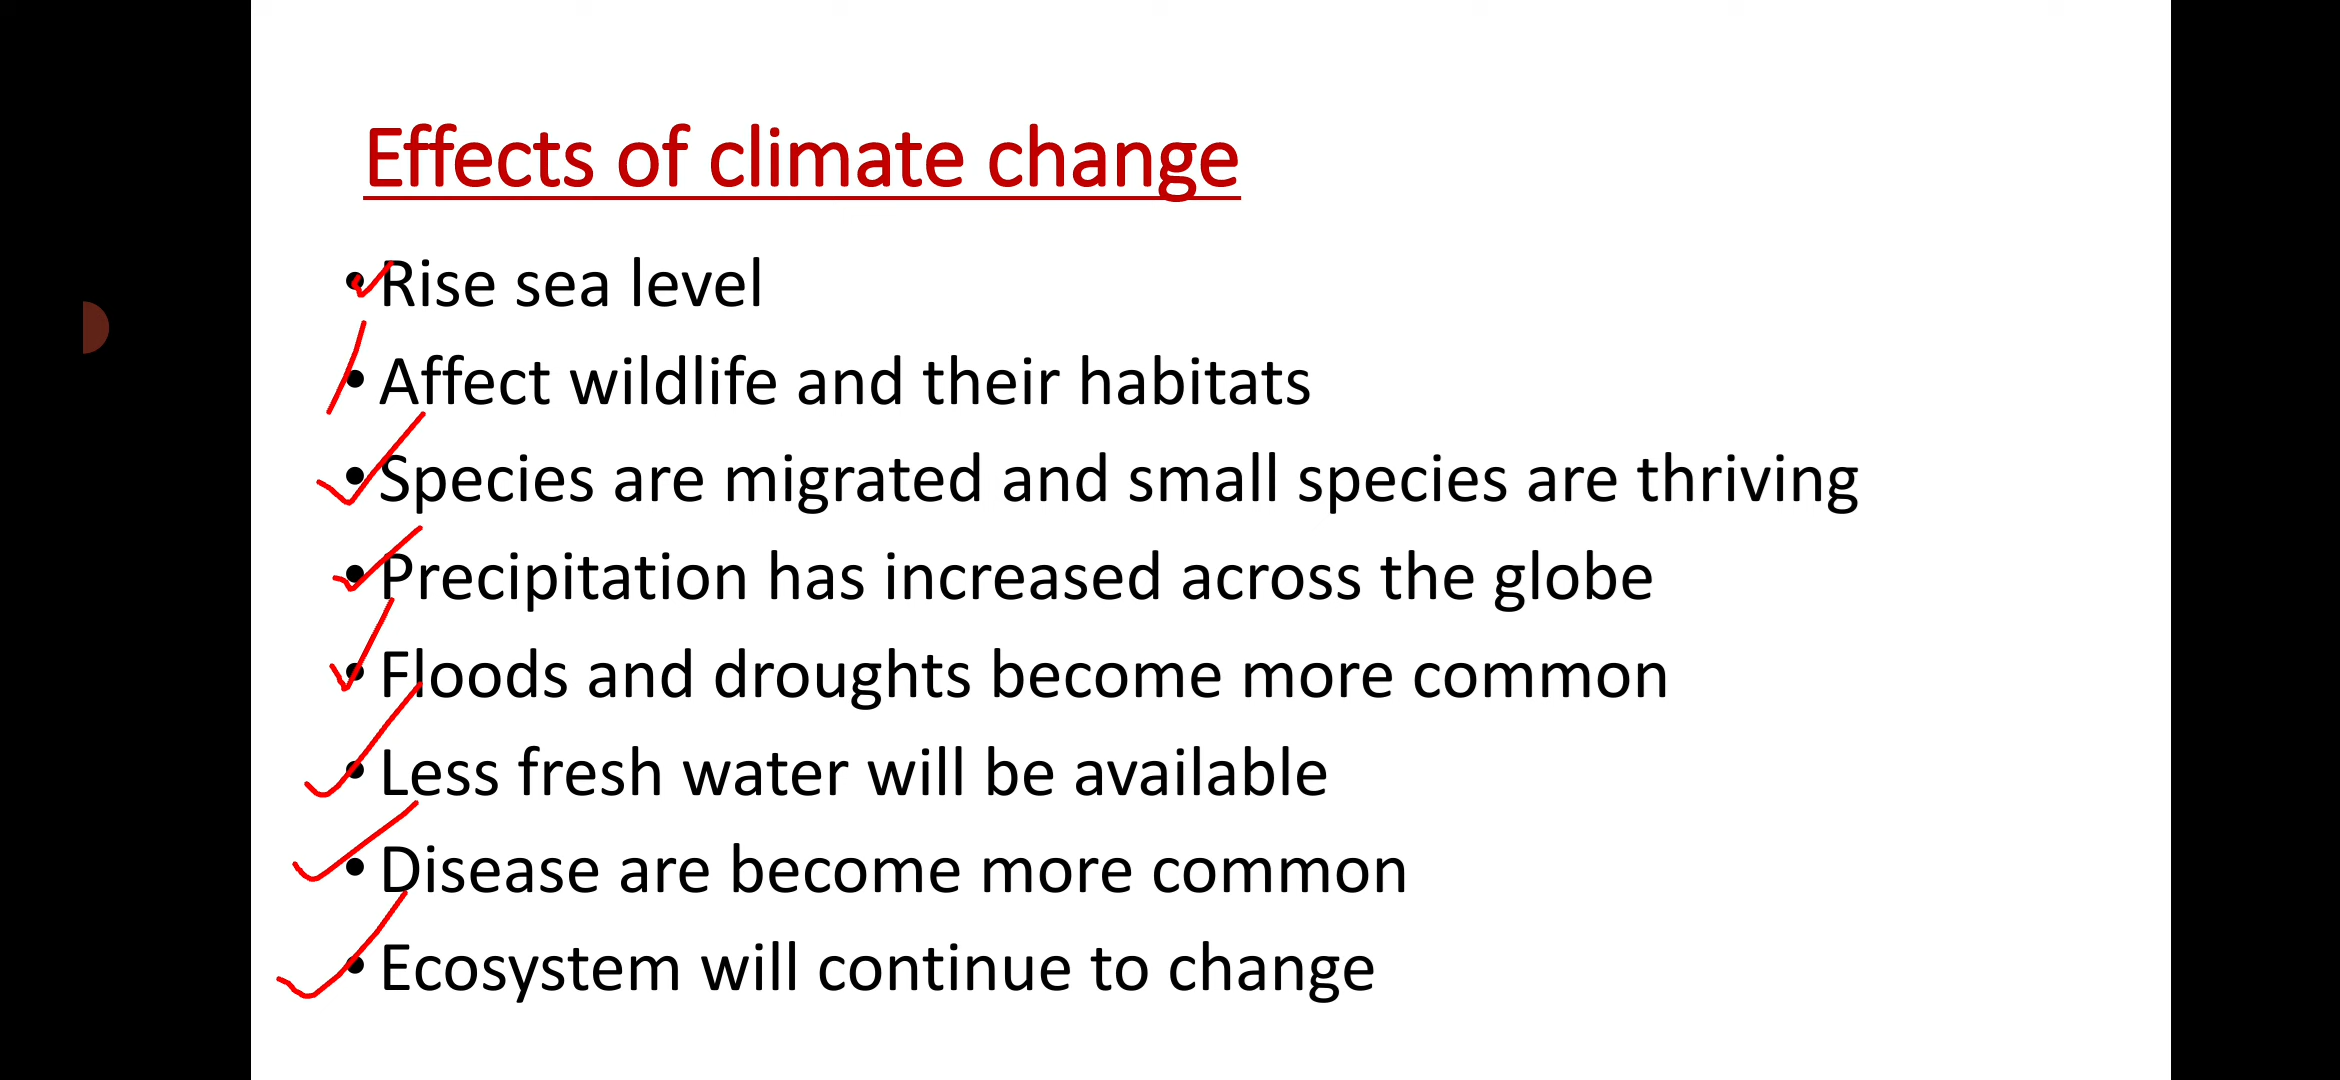 Effects of climate change
• Rise sea level
• Affect wildlife and their habitats
• Species are migrated and small species are thriving
• Precipitation has increased across the globe
• Floods and droughts become more common
• Less fresh water will be available
• Disease are become more common
• Ecosystem will continue to change